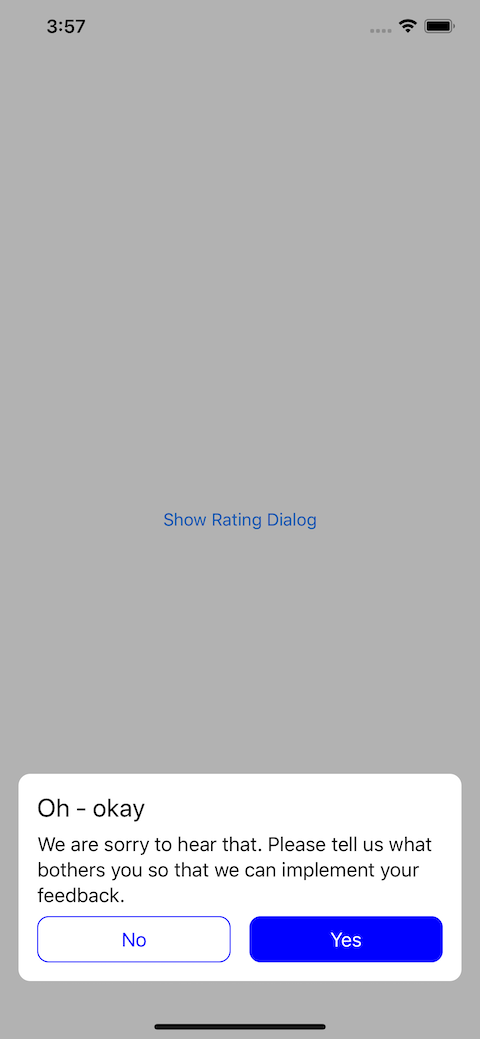 3:57
Show Rating Dialog
Oh - okay
We are sorry to hear that. Please tell us what
bothers you so that we can implement your
feedback.
No
Yes